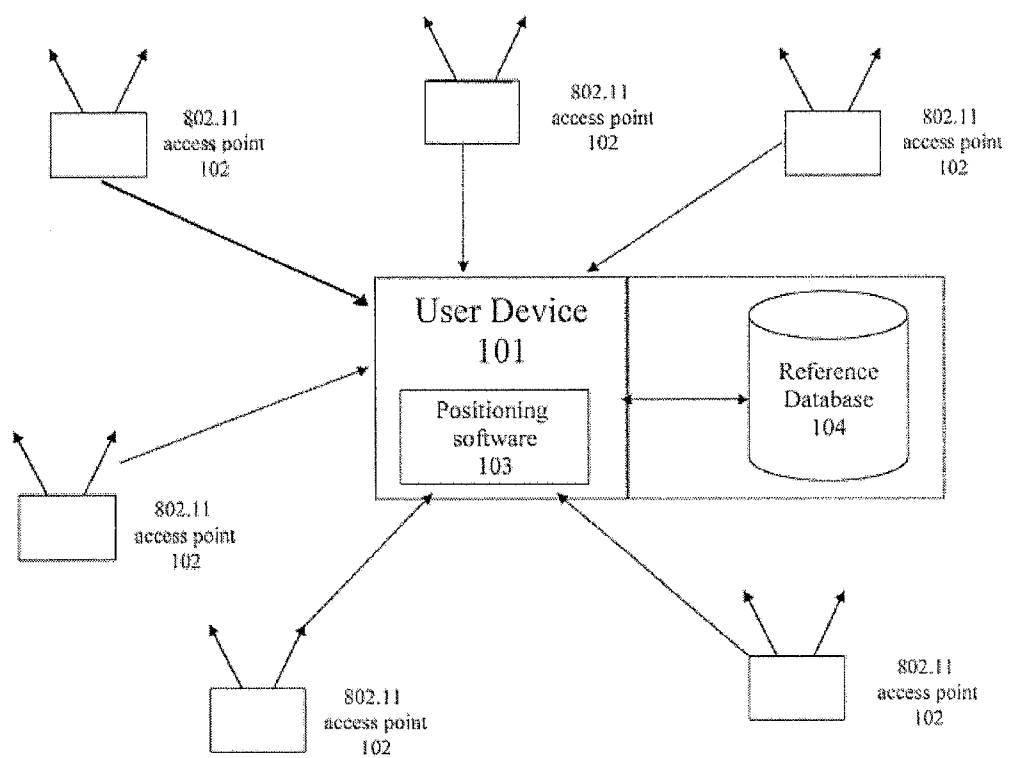 802.11
access point
102
802.11
access point
102
802.11
access point
102
User Device
101
Positioning
software
103
Reference
Database
104
802.11
access point
102
802.11
access point
102
802.11
access point
102